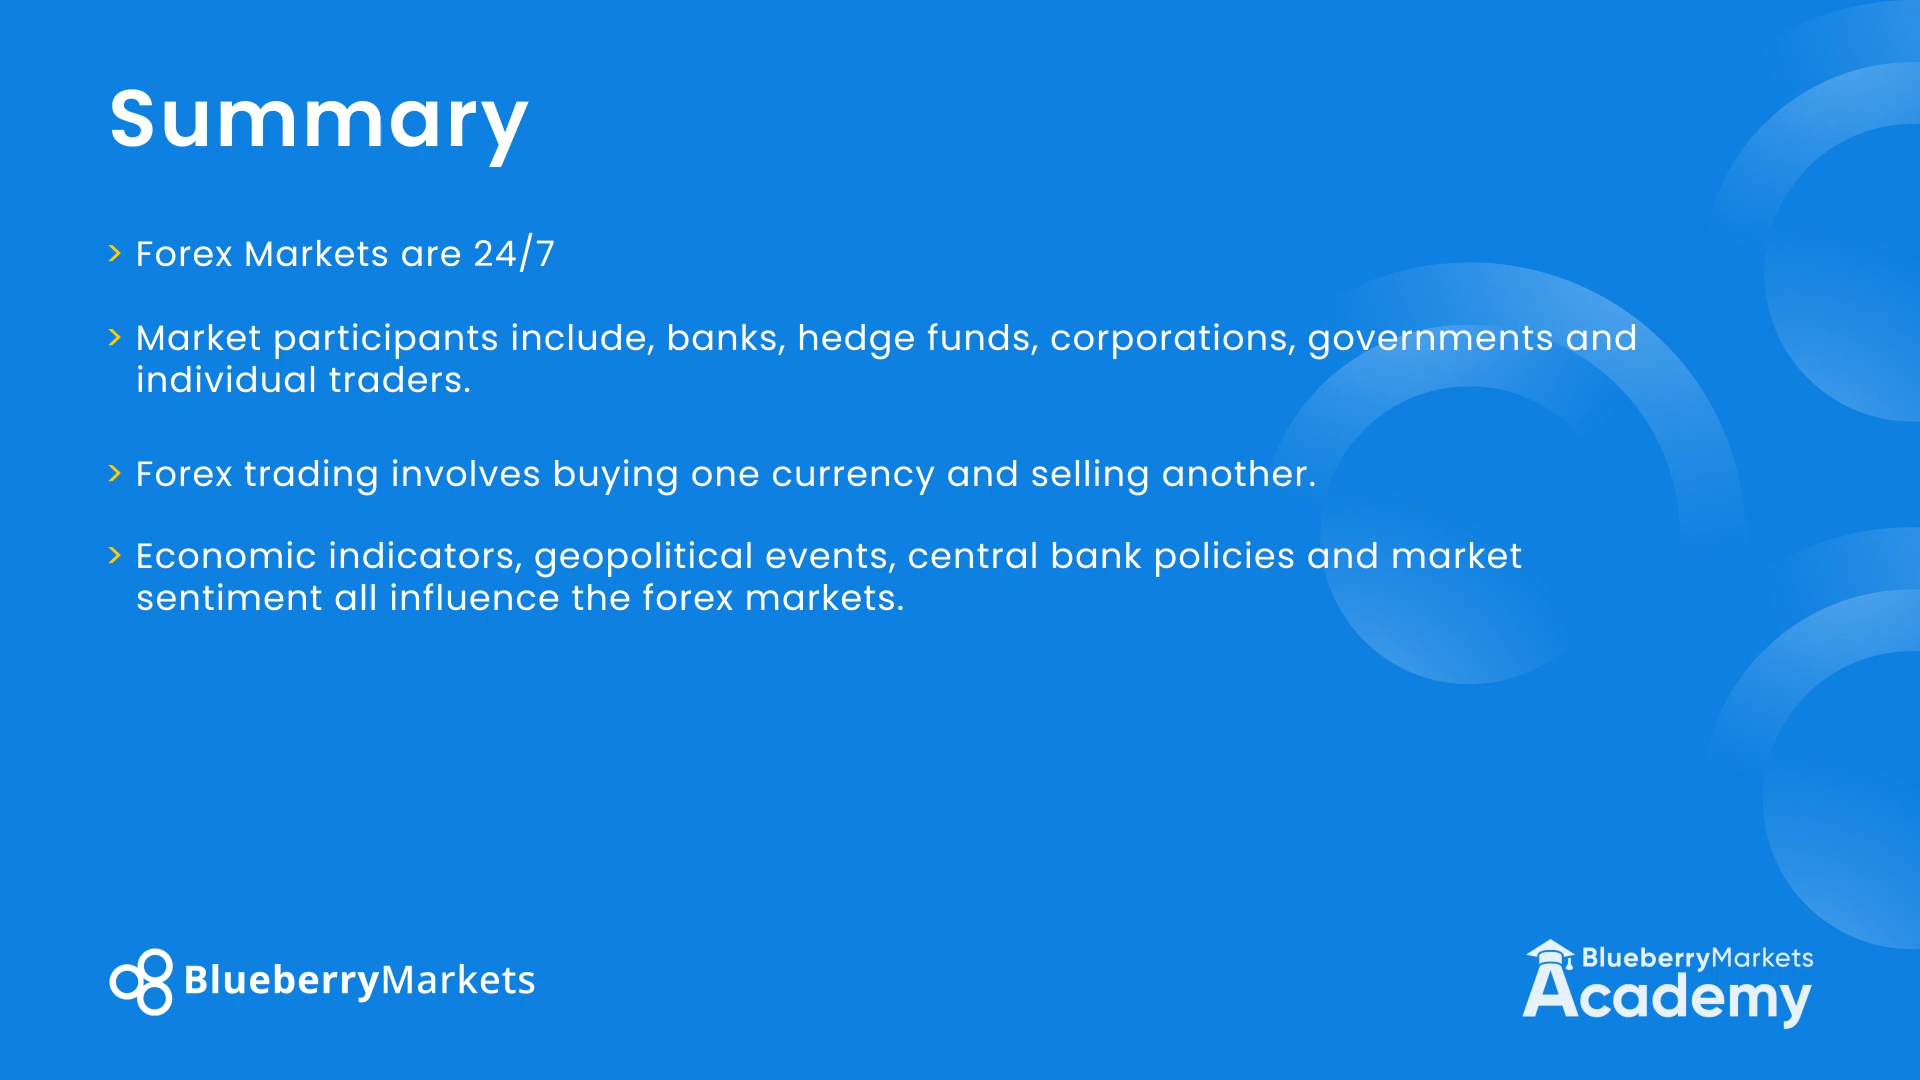 Summary
> Forex Markets are 24/7
> Market participants include, banks, hedge funds, corporations, governments and
individual traders.
> Forex trading involves buying one currency and selling another.
> Economic indicators, geopolitical events, central bank policies and market
sentiment all influence the forex markets.
BlueberryMarkets
BlueberryMarkets
Academy